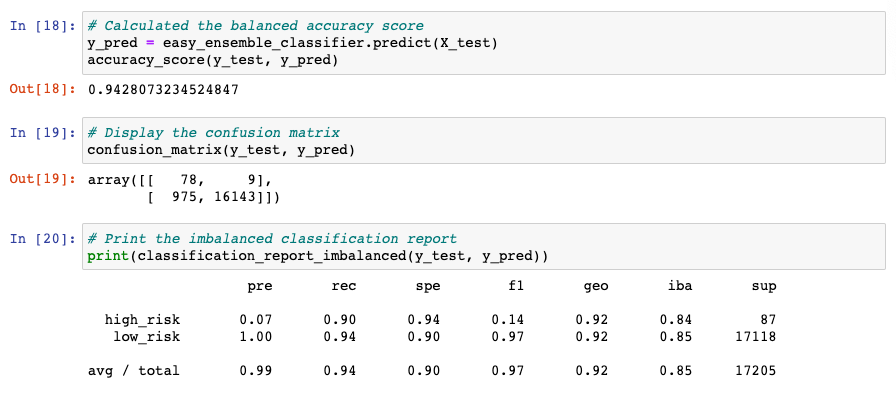 In [18]: # Calculated the balanced accuracy score
y_pred = easy_ensemble_classifier.predict(X_test)
accuracy_score(y_test, y_pred)
Out[18]: 0.9428073234524847
In [19]: # Display the confusion matrix
confusion_matrix(y_test, y_pred)
Out[19]: array([[   78,     9],
       [  975, 16143]])
In [20]: # Print the imbalanced classification report
print(classification_report_imbalanced(y_test, y_pred))
pre rec spe f1 geo iba sup
high_risk 0.07 0.90 0.94 0.14 0.92 0.84 87
low_risk 1.00 0.94 0.90 0.97 0.92 0.85 17118
avg / total 0.99 0.94 0.90 0.97 0.92 0.85 17205